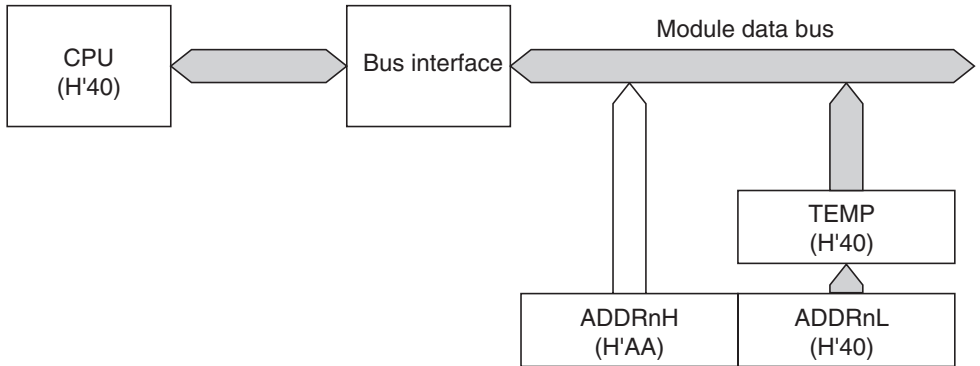 Module data bus
CPU
(H'40)
Bus interface
TEMP
(H'40)
ADDRnH
(H'AA)
ADDRnL
(H'40)